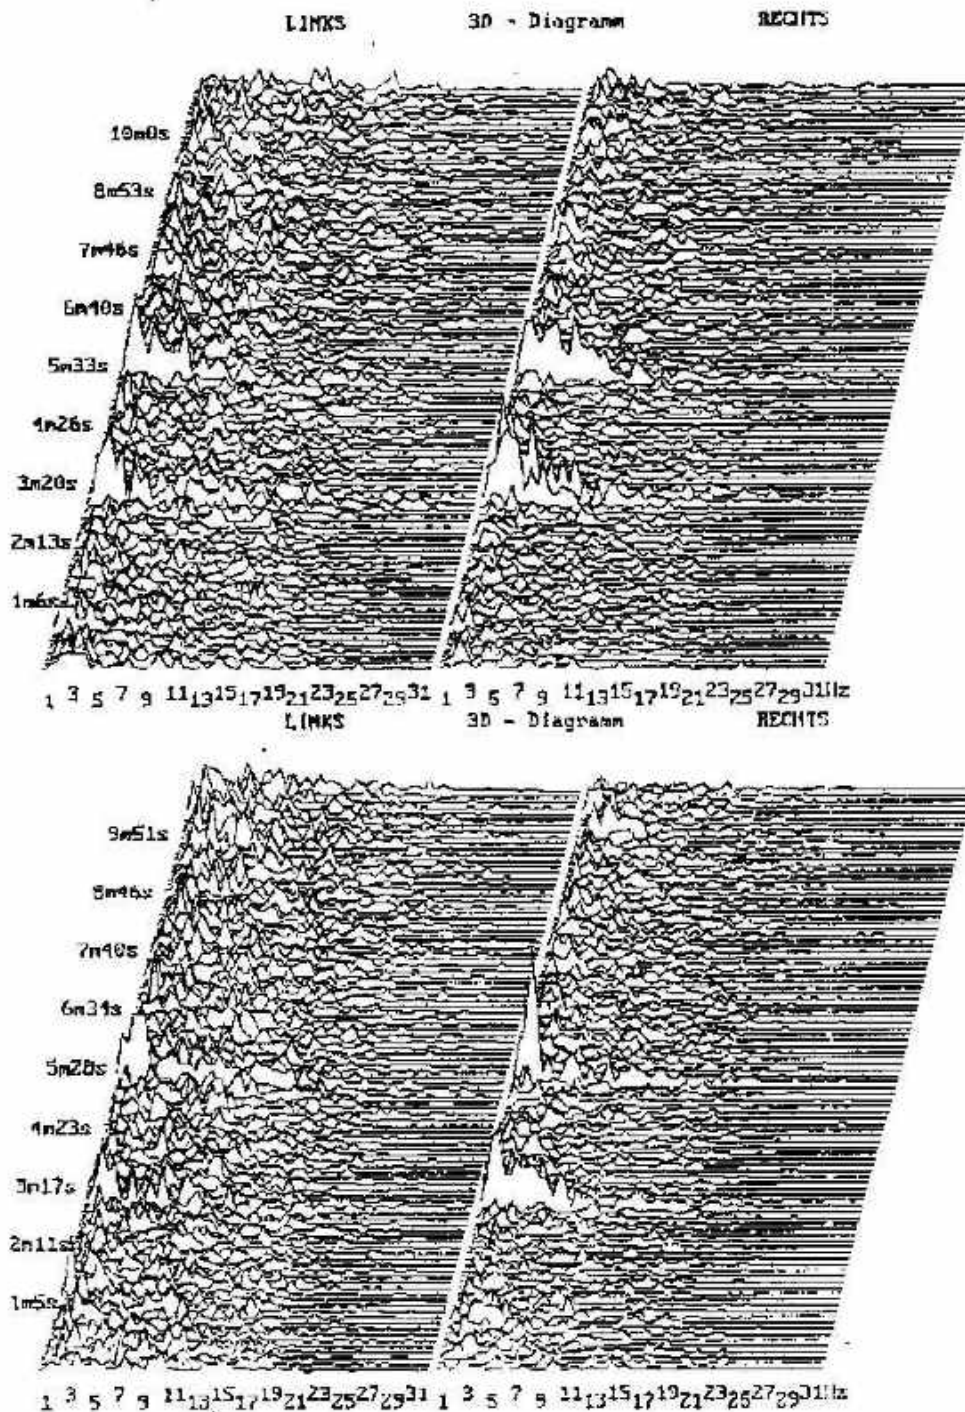 LINKS 3D - Diagramm RECHTS
10m0s
8m53s
7m46s
6m40s
5m33s
4m26s
3m20s
2m13s
1m6s
1 3 5 7 9 11 13 15 17 19 21 23 25 27 29 31 1 3 5 7 9 11 13 15 17 19 21 23 25 27 29 31Hz
LINKS 3D - Diagramm RECHTS
9m51s
8m46s
7m40s
6m34s
5m28s
4m23s
3m17s
2m11s
1m5s
1 3 5 7 9 11 13 15 17 19 21 23 25 27 29 31 1 3 5 7 9 11 13 15 17 19 21 23 25 27 29 31Hz